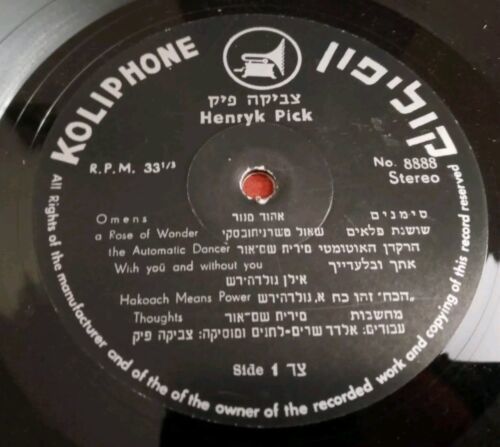 KOLIPHONE
קוליפון
צביקה פיק
Henryk Pick
R.P.M. 33 1/3
No. 8888
Stereo
Omens אהוד מנור סימנים
a Rose of Wonder שאול טשרניחובסקי שושנת פלאים
the Automatic Dancer מירית שם־אור הרקדן האוטומטי
With you and without you אתך ובלעדייך
אילן גולדהירש
Hakoach Means Power א. גולדהירש "הכח" זהו כח
Thoughts מירית שם־אור מחשבות
עבודים: אלדד שרים-לחנים ומוסיקה: צביקה פיק
Side 1 צד
All Rights of the manufacturer and of the of the owner of the recorded work and copying of this record reserved